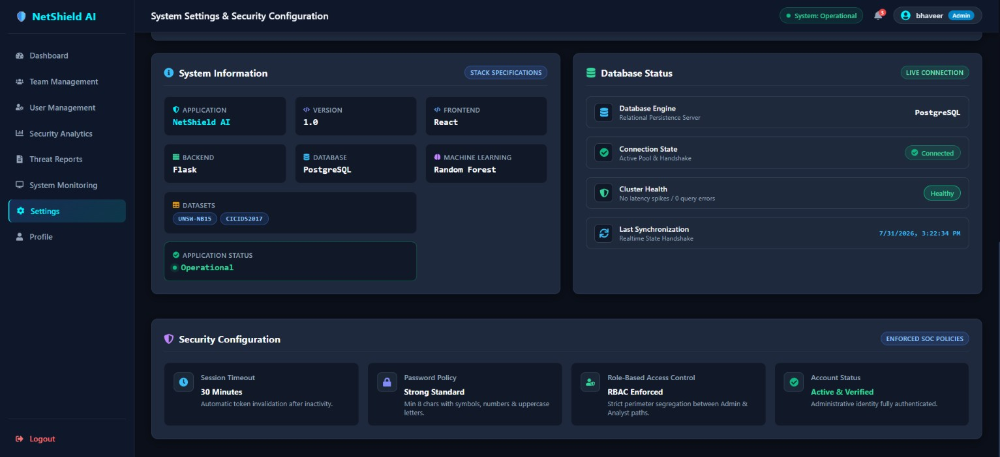 NetShield AI
Dashboard
Team Management
User Management
Security Analytics
Threat Reports
System Monitoring
Settings
Profile
Logout
System Settings & Security Configuration
System: Operational
3
bhaveer
Admin
System Information
STACK SPECIFICATIONS
APPLICATION
NetShield AI
VERSION
1.0
FRONTEND
React
BACKEND
Flask
DATABASE
PostgreSQL
MACHINE LEARNING
Random Forest
DATASETS
UNSW-NB15
CICIDS2017
APPLICATION STATUS
Operational
Database Status
LIVE CONNECTION
Database Engine
Relational Persistence Server
PostgreSQL
Connection State
Active Pool & Handshake
Connected
Cluster Health
No latency spikes / 0 query errors
Healthy
Last Synchronization
Realtime State Handshake
7/31/2026, 3:22:34 PM
Security Configuration
ENFORCED SOC POLICIES
Session Timeout
30 Minutes
Automatic token invalidation after inactivity.
Password Policy
Strong Standard
Min 8 chars with symbols, numbers & uppercase
letters.
Role-Based Access Control
RBAC Enforced
Strict perimeter segregation between Admin &
Analyst paths.
Account Status
Active & Verified
Administrative identity fully authenticated.